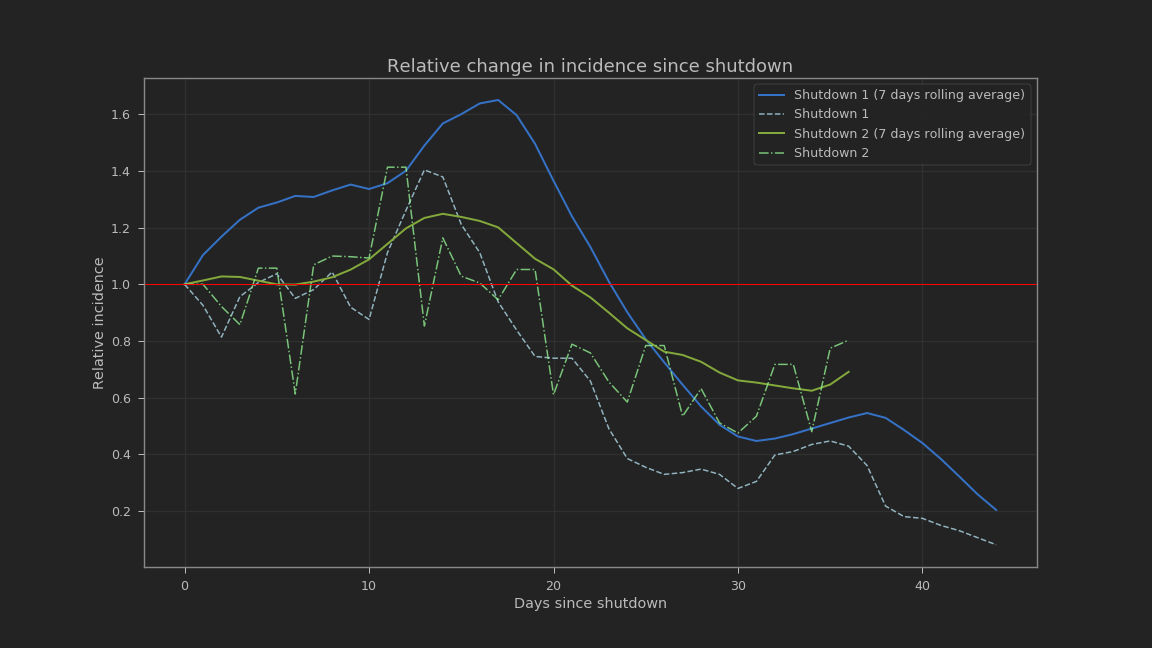 Relative change in incidence since shutdown
Shutdown 1 (7 days rolling average)
Shutdown 1
Shutdown 2 (7 days rolling average)
Shutdown 2
Relative incidence
1.6
1.4
1.2
1.0
0.8
0.6
0.4
0.2
0 10 20 30 40
Days since shutdown